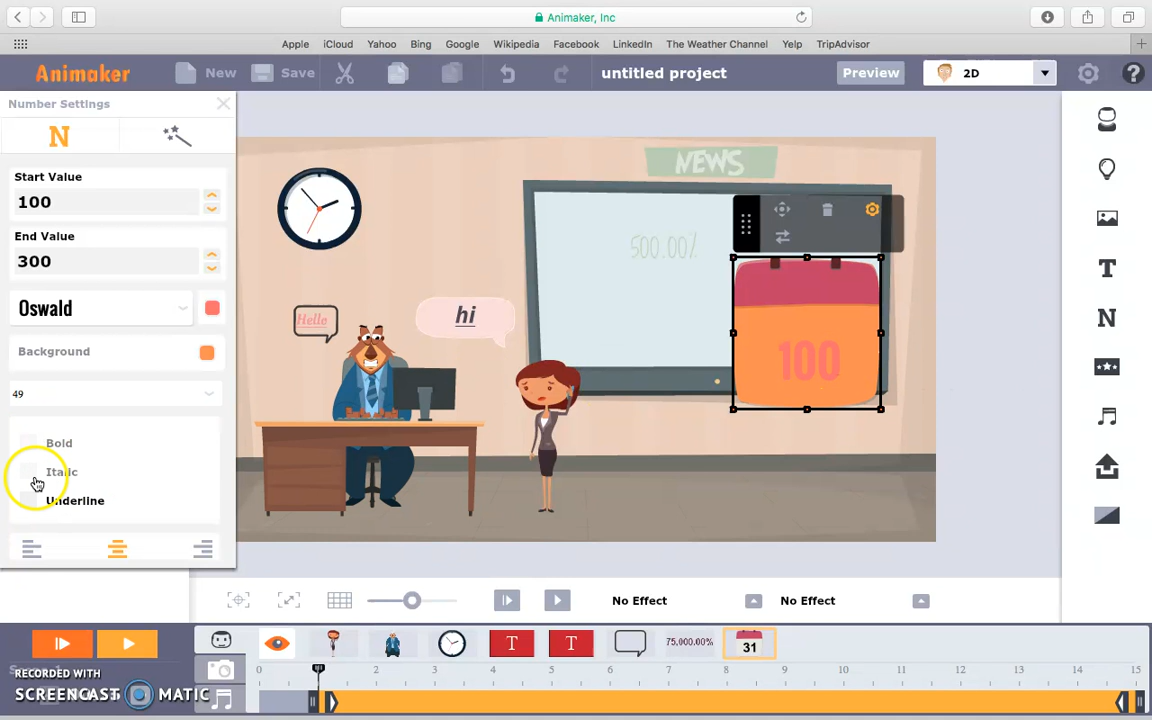 Animaker, Inc
Apple iCloud Yahoo Bing Google Wikipedia Facebook LinkedIn The Weather Channel Yelp TripAdvisor
Animaker New Save untitled project Preview 2D ?
Number Settings
N
Start Value
100
End Value
300
Oswald
Background
49
Bold
Italic
Underline
NEWS
500.00%
Hello
hi
100
T
N
No Effect No Effect
T T 75,000.00% 31
0 2 3 4 5 6 7 8 9 10 11 12 13 14 15
RECORDED WITH
SCREENCAST MATIC